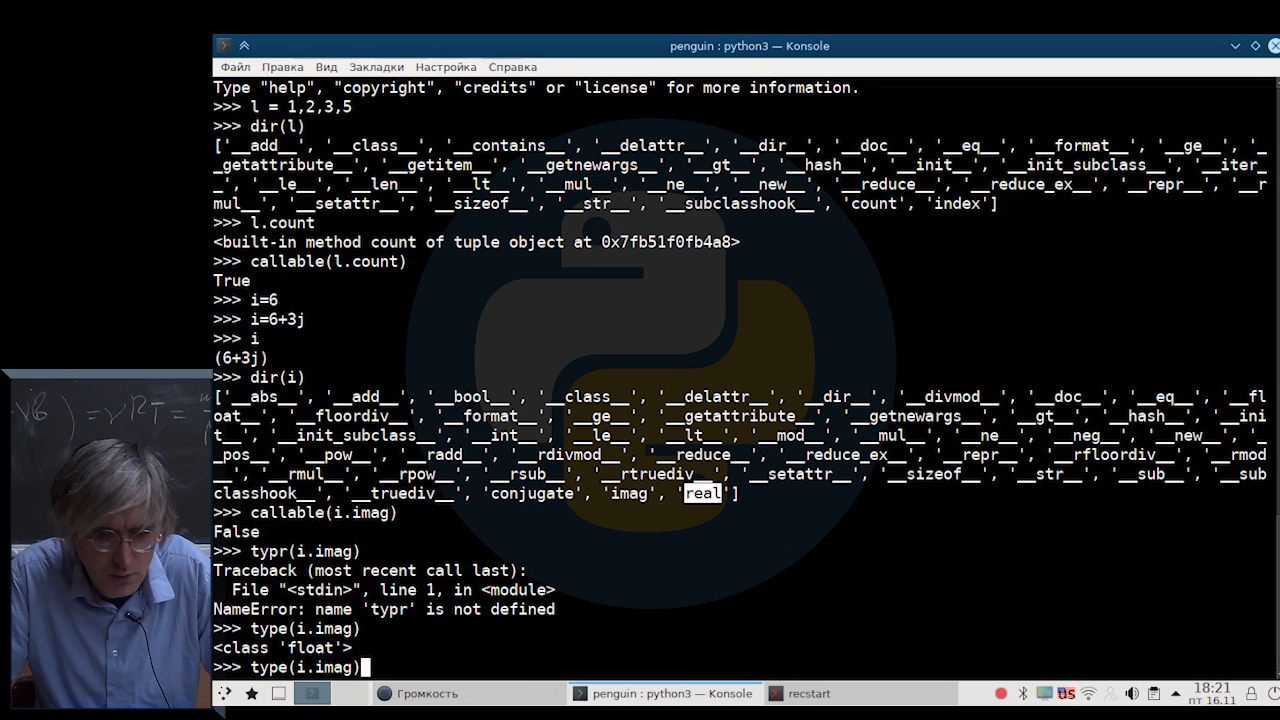 penguin : python3 — Konsole
Файл Правка Вид Закладки Настройка Справка
Type "help", "copyright", "credits" or "license" for more information.
>>> l = 1,2,3,5
>>> dir(l)
['__add__', '__class__', '__contains__', '__delattr__', '__dir__', '__doc__', '__eq__', '__format__', '__ge__', '_
_getattribute__', '__getitem__', '__getnewargs__', '__gt__', '__hash__', '__init__', '__init_subclass__', '__iter_
_', '__le__', '__len__', '__lt__', '__mul__', '__ne__', '__new__', '__reduce__', '__reduce_ex__', '__repr__', '__r
mul__', '__setattr__', '__sizeof__', '__str__', '__subclasshook__', 'count', 'index']
>>> l.count
<built-in method count of tuple object at 0x7fb51f0fb4a8>
>>> callable(l.count)
True
>>> i=6
>>> i=6+3j
>>> i
(6+3j)
>>> dir(i)
['__abs__', '__add__', '__bool__', '__class__', '__delattr__', '__dir__', '__divmod__', '__doc__', '__eq__', '__fl
oat__', '__floordiv__', '__format__', '__ge__', '__getattribute__', '__getnewargs__', '__gt__', '__hash__', '__ini
t__', '__init_subclass__', '__int__', '__le__', '__lt__', '__mod__', '__mul__', '__ne__', '__neg__', '__new__', '_
_pos__', '__pow__', '__radd__', '__rdivmod__', '__reduce__', '__reduce_ex__', '__repr__', '__rfloordiv__', '__rmod
__', '__rmul__', '__rpow__', '__rsub__', '__rtruediv__', '__setattr__', '__sizeof__', '__str__', '__sub__', '__sub
classhook__', '__truediv__', 'conjugate', 'imag', 'real']
>>> callable(i.imag)
False
>>> typr(i.imag)
Traceback (most recent call last):
  File "<stdin>", line 1, in <module>
NameError: name 'typr' is not defined
>>> type(i.imag)
<class 'float'>
>>> type(i.imag)
Громкость
penguin : python3 — Konsole
recstart
us
18:21
пт 16.11